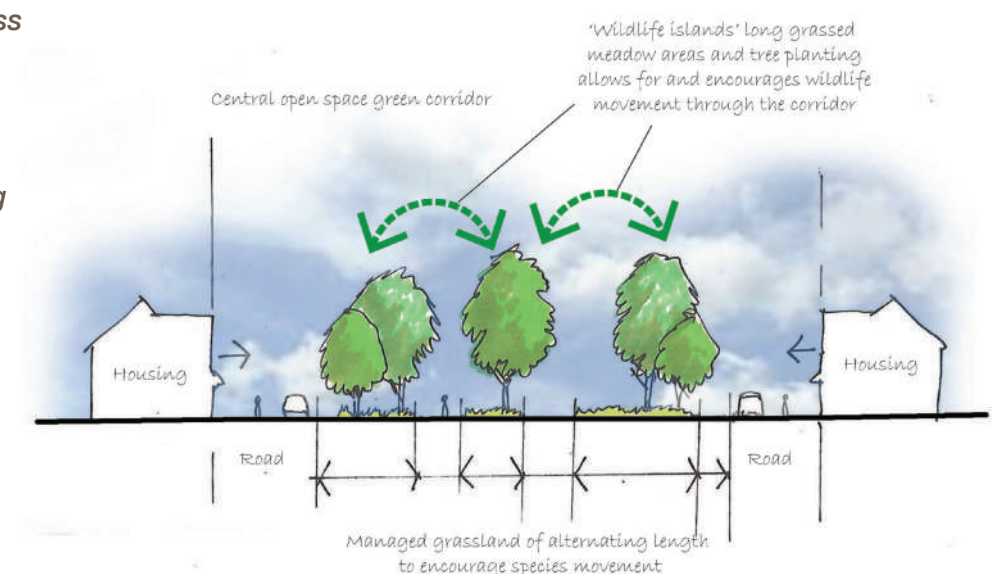 ss
g
'Wildlife islands' long grassed
meadow areas and tree planting
allows for and encourages wildlife
movement through the corridor
Central open space green corridor
Housing
Housing
Road
Road
Managed grassland of alternating length
to encourage species movement